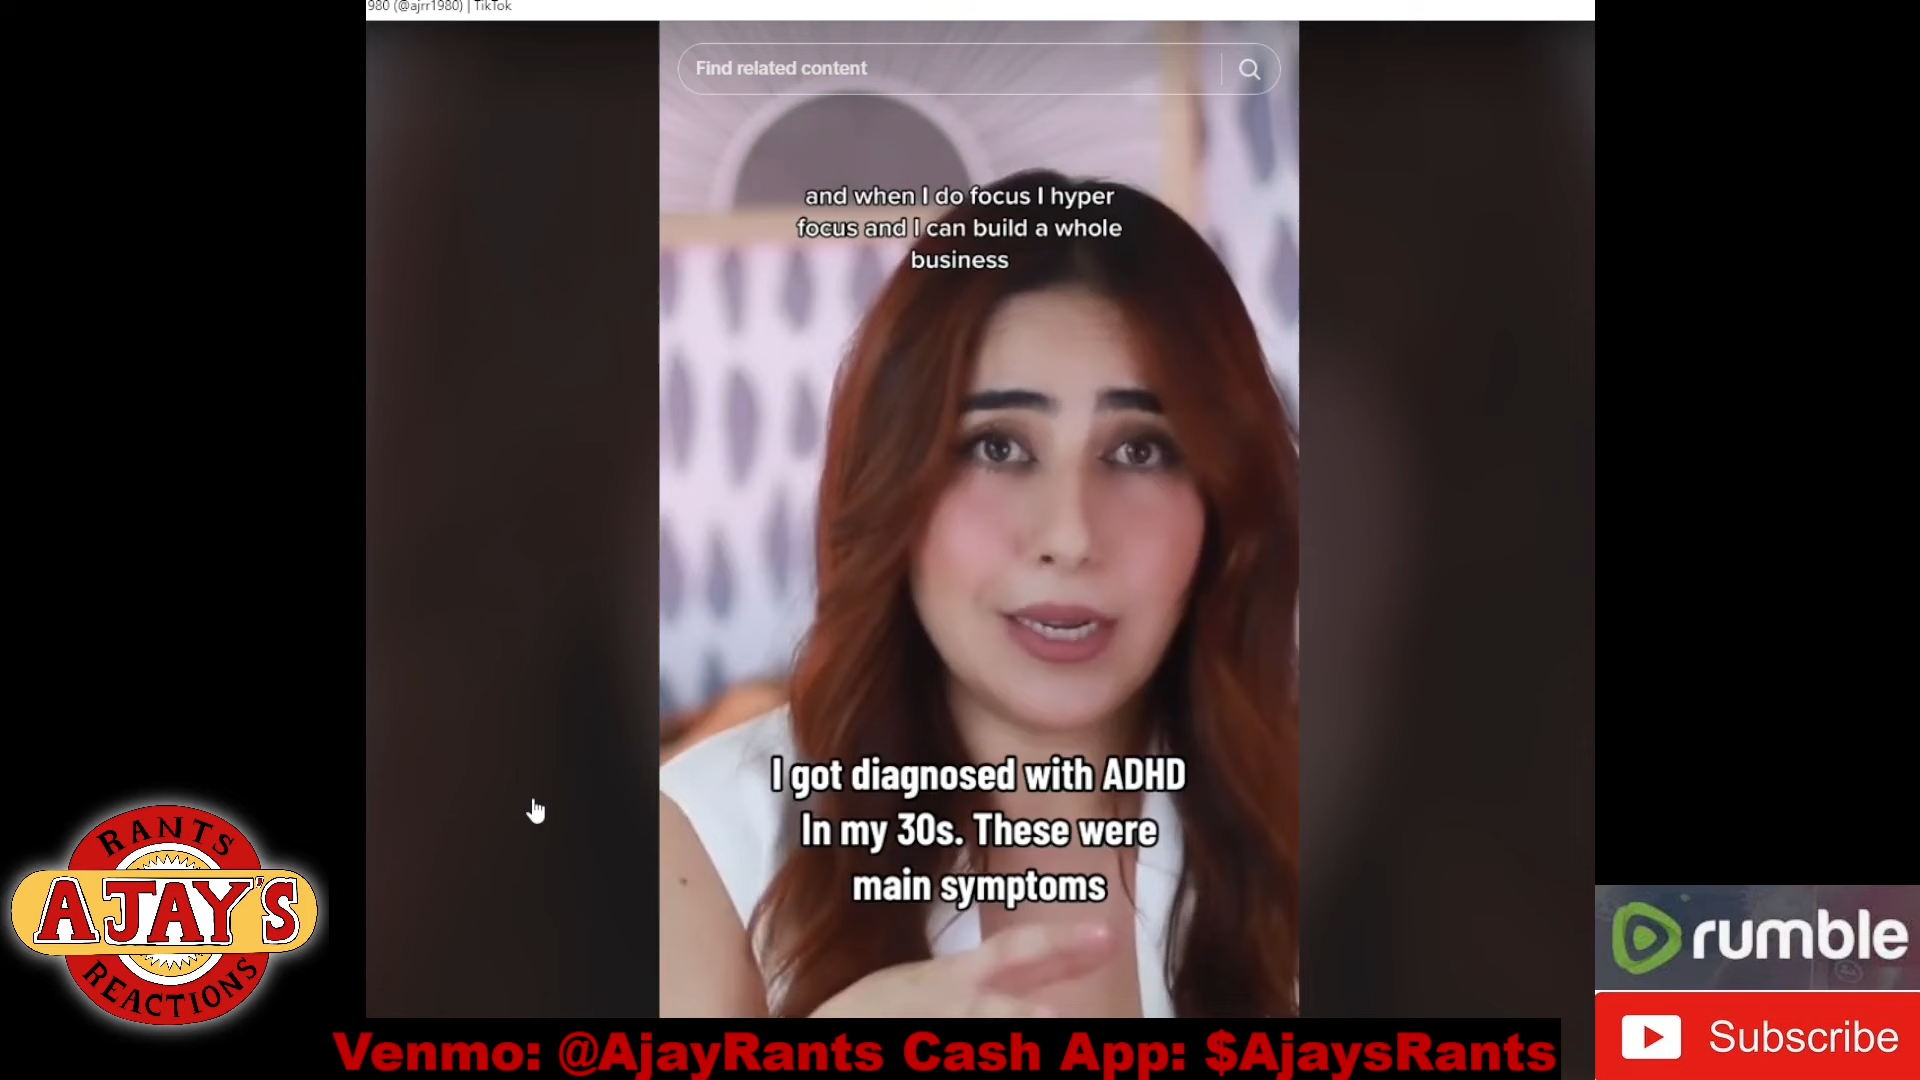 980 (@ajrr1980) | TikTok
Find related content
and when I do focus I hyper
focus and I can build a whole
business
I got diagnosed with ADHD
In my 30s. These were
main symptoms
RANTS
AJAY'S
REACTIONS
rumble
Subscribe
Venmo: @AjayRants Cash App: $AjaysRants